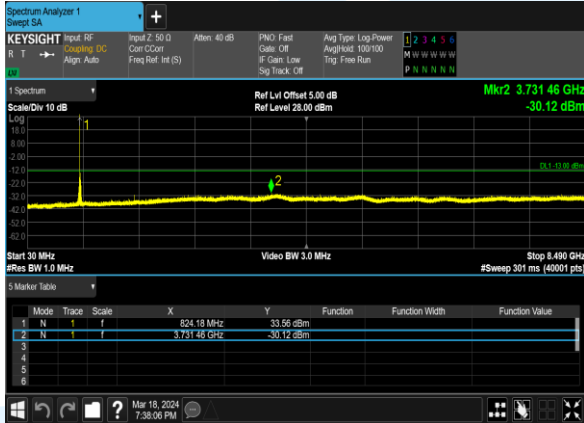 Spectrum Analyzer 1
Swept SA
+
KEYSIGHT Input: RF Input Z: 50 Ω Atten: 40 dB PNO: Fast Avg Type: Log-Power 1 2 3 4 5 6
R T Coupling: DC Corr CCorr Gate: Off Avg|Hold: 100/100 M W W W W W
Align: Auto Freq Ref: Int (S) IF Gain: Low Trig: Free Run
Sig Track: Off P N N N N N
1 Spectrum
Ref Lvl Offset 5.00 dB Mkr2 3.731 46 GHz
Scale/Div 10 dB Ref Level 28.00 dBm -30.12 dBm
Log
1
18.0
8.00
-2.00
-12.0 DL1 -13.00 dBm
-22.0 2
-32.0
-42.0
-52.0
-62.0
Start 30 MHz Video BW 3.0 MHz Stop 8.490 GHz
#Res BW 1.0 MHz #Sweep 301 ms (40001 pts)
5 Marker Table
Mode Trace Scale X Y Function Function Width Function Value
1 N 1 f 824.18 MHz 33.56 dBm
2 N 1 f 3.731 46 GHz -30.12 dBm
3
4
5
6
? Mar 18, 2024
7:38:06 PM